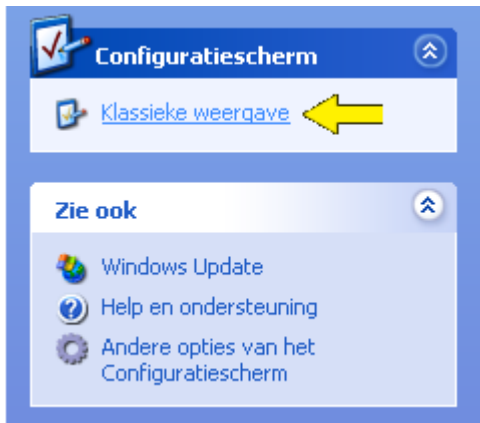 Configuratiescherm
Klassieke weergave
Zie ook
Windows Update
Help en ondersteuning
Andere opties van het
Configuratiescherm